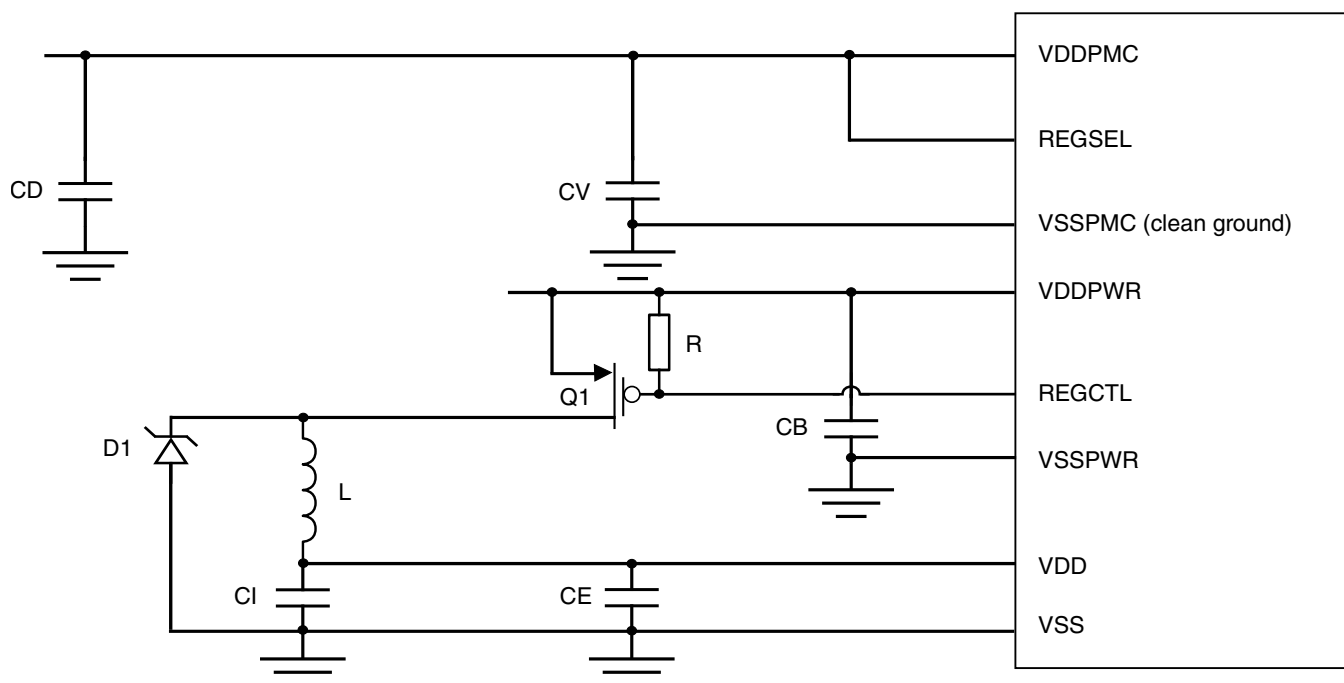 VDDPMC
REGSEL
CD
CV
VSSPMC (clean ground)
VDDPWR
R
Q1
REGCTL
CB
D1
VSSPWR
L
VDD
CI
CE
VSS